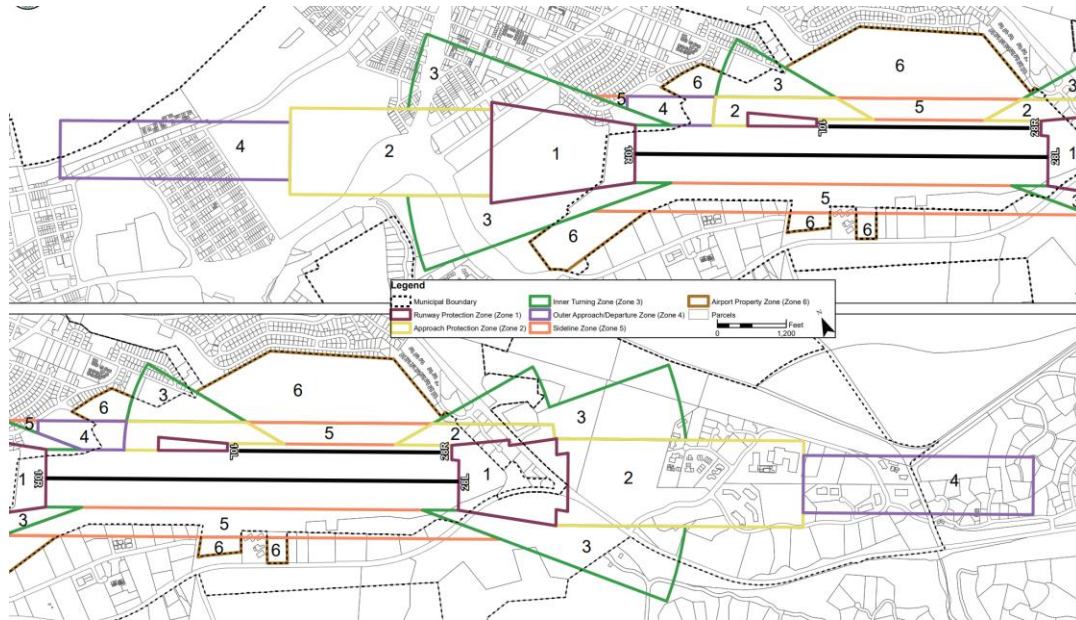 3
6
3
6
3
5
4
5
2
2
10L
28R
4
2
1
10R
28L
1
3
5
3
6
6
6
Legend
Municipal Boundary
Runway Protection Zone (Zone 1)
Approach Protection Zone (Zone 2)
Inner Turning Zone (Zone 3)
Outer Approach/Departure Zone (Zone 4)
Sideline Zone (Zone 5)
Airport Property Zone (Zone 6)
Parcels
Feet
0
1,200
N
6
3
6
3
5
4
5
2
10L
28R
1
10R
28L
1
2
4
3
5
6
6
3